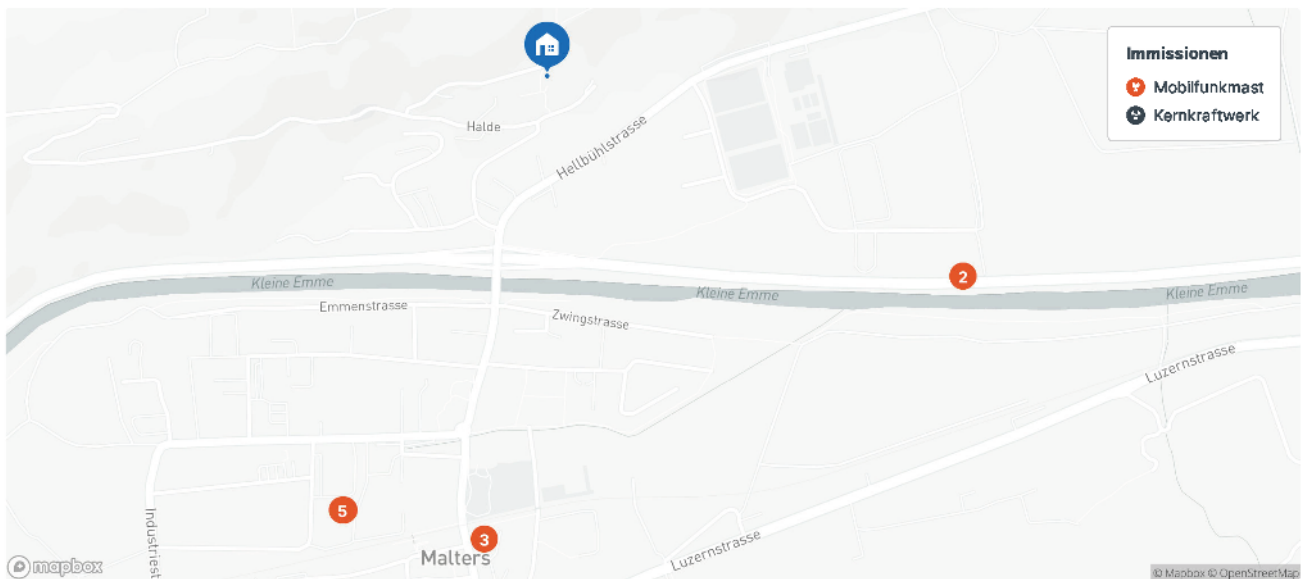 Immissionen
Mobilfunkmast
Kernkraftwerk
Halde
Hellbühlstrasse
2
Kleine Emme
Kleine Emme
Kleine Emme
Emmenstrasse
Zwingstrasse
Luzernstrasse
5
3
Industriest
Malters
Luzernstrasse
mapbox
© Mapbox © OpenStreetMap